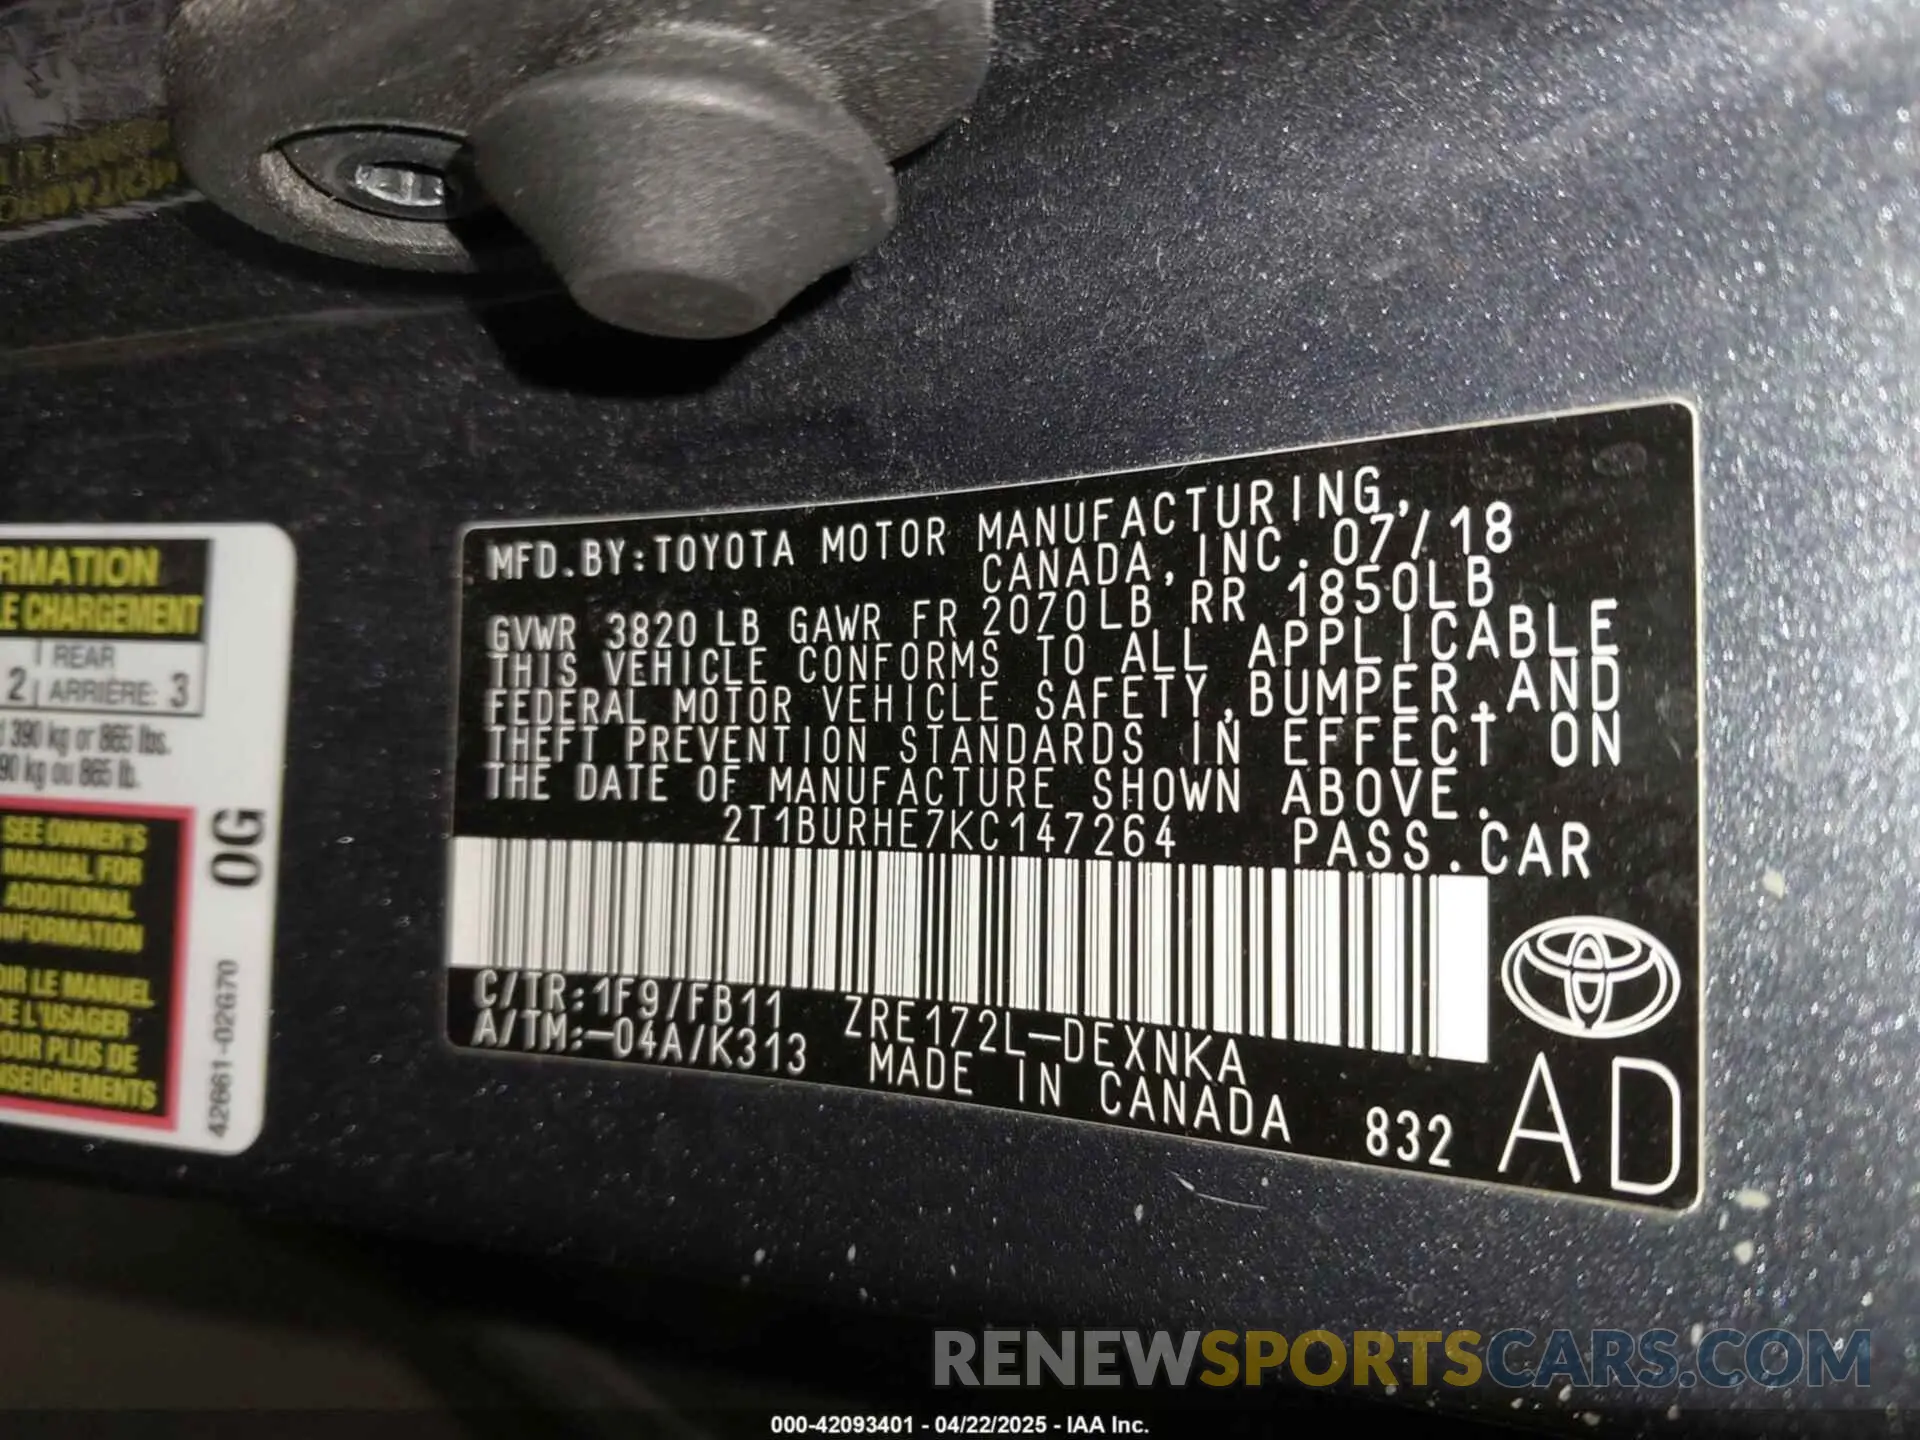 RMATION
LE CHARGEMENT
2 | REAR ARRIÈRE: 3
390 kg or 865 lbs.
90 kg ou 865 lb.
SEE OWNER'S
MANUAL FOR
ADDITIONAL
INFORMATION
OIR LE MANUEL
DE L'USAGER
OUR PLUS DE
NSEIGNEMENTS
0G
42661-02G70
MFD.BY:TOYOTA MOTOR MANUFACTURING,
CANADA,INC. 07/18
GVWR 3820LB GAWR FR 2070LB RR 1850LB
THIS VEHICLE CONFORMS TO ALL APPLICABLE
FEDERAL MOTOR VEHICLE SAFETY,BUMPER,AND
THEFT PREVENTION STANDARDS IN EFFECT ON
THE DATE OF MANUFACTURE SHOWN ABOVE.
2T1BURHE7KC147264 PASS.CAR
C/TR:1F9/FB11 ZRE172L-DEXNKA
A/TM:-04A/K313 MADE IN CANADA 832
AD
RENEWSPORTSCARS.COM
000-42093401 - 04/22/2025 - IAA Inc.